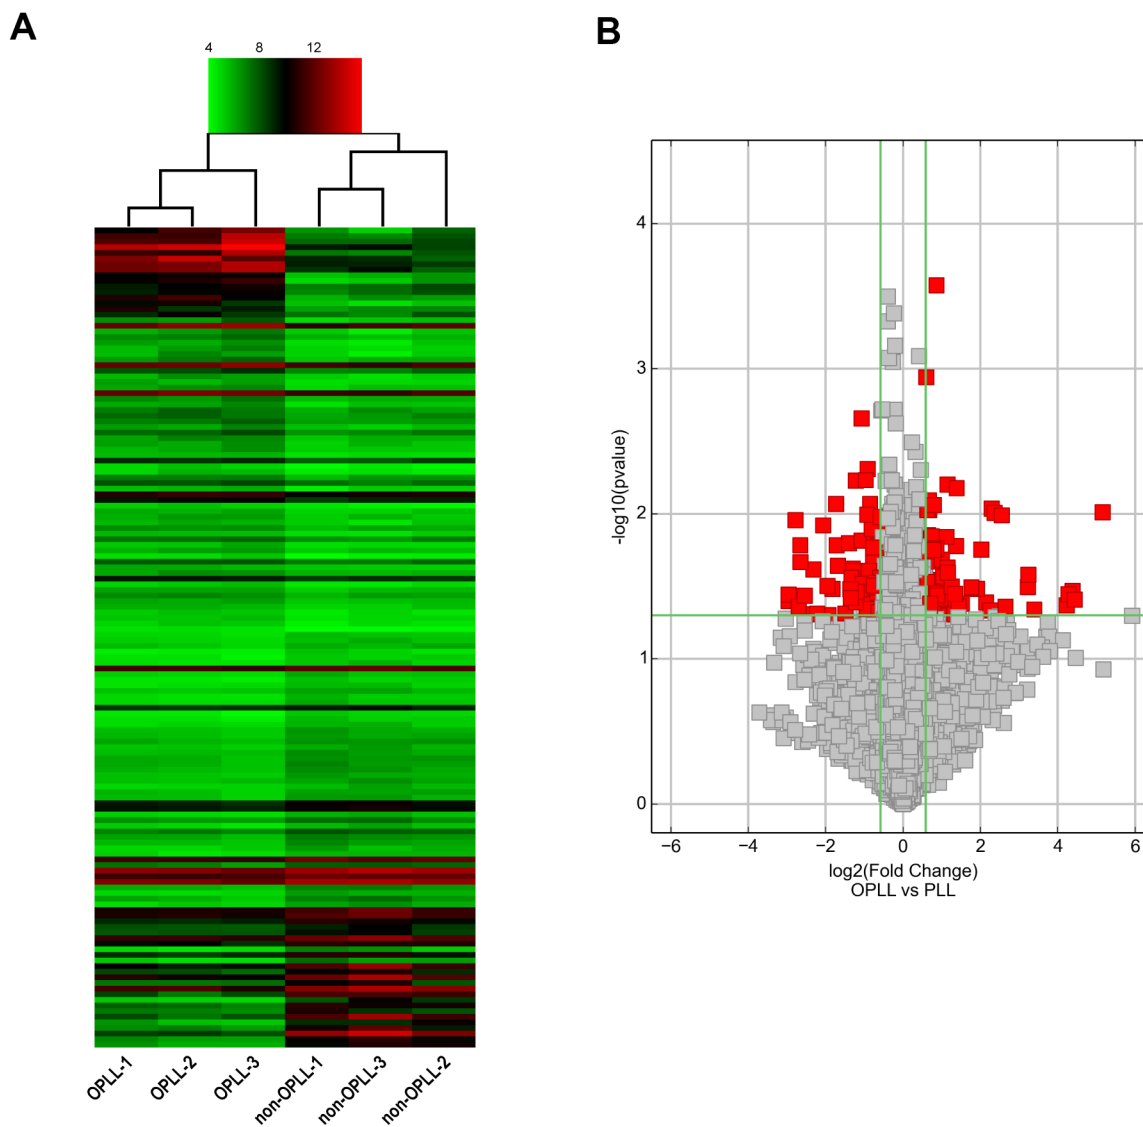 A
4 8 12
OPLL-1 OPLL-2 OPLL-3 non-OPLL-1 non-OPLL-3 non-OPLL-2
B
4
3
2
1
0
-log10(pvalue)
−6 −4 −2 0 2 4 6
log2(Fold Change)
OPLL vs PLL